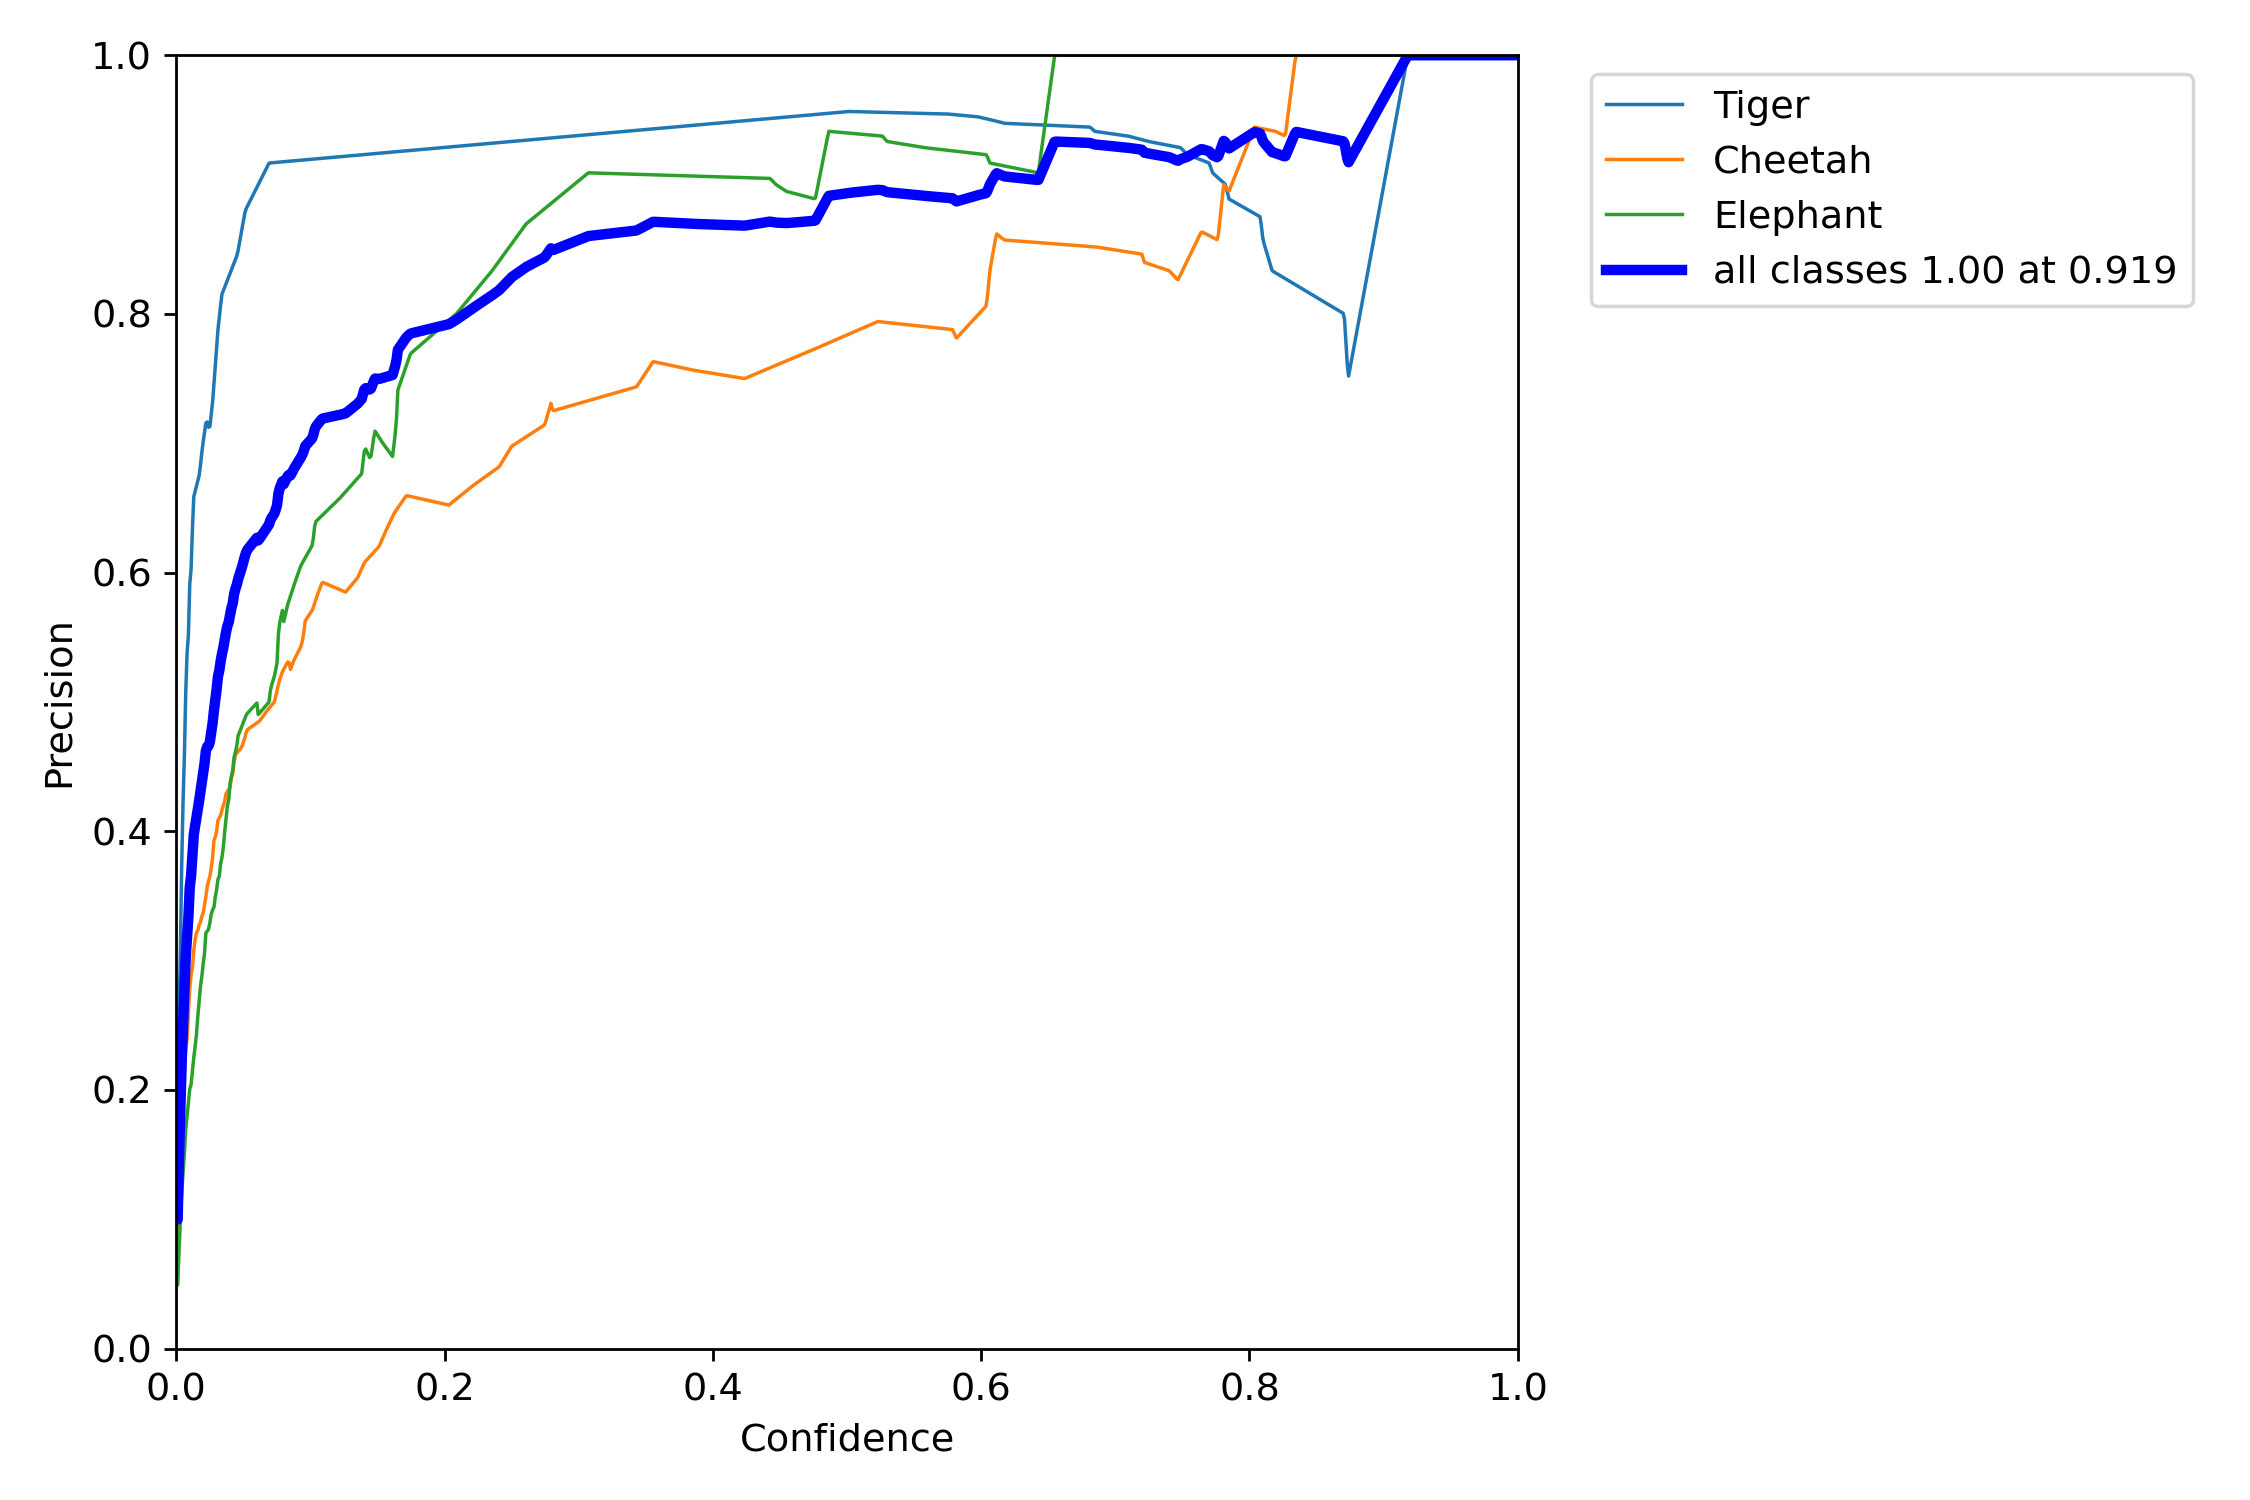 1.0
0.8
0.6
0.4
0.2
0.0
Precision
0.0 0.2 0.4 0.6 0.8 1.0
Confidence
Tiger
Cheetah
Elephant
all classes 1.00 at 0.919